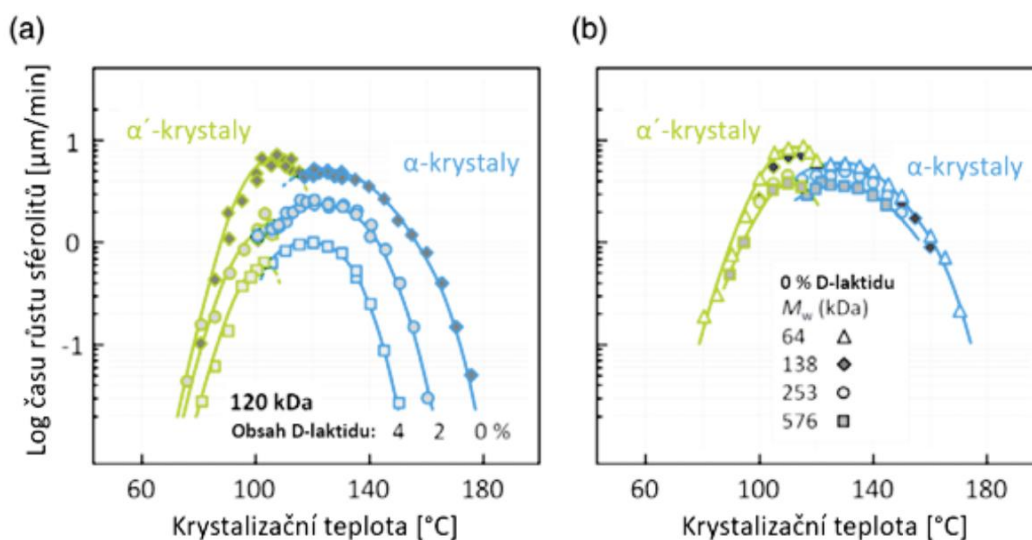 (a)
Log času růstu sférolitů [µm/min]
α´-krystaly
α-krystaly
1
0
-1
120 kDa
Obsah D-laktidu: 4 2 0 %
60 100 140 180
Krystalizační teplota [°C]
(b)
α´-krystaly
α-krystaly
0 % D-laktidu
Mw (kDa)
64
138
253
576
60 100 140 180
Krystalizační teplota [°C]